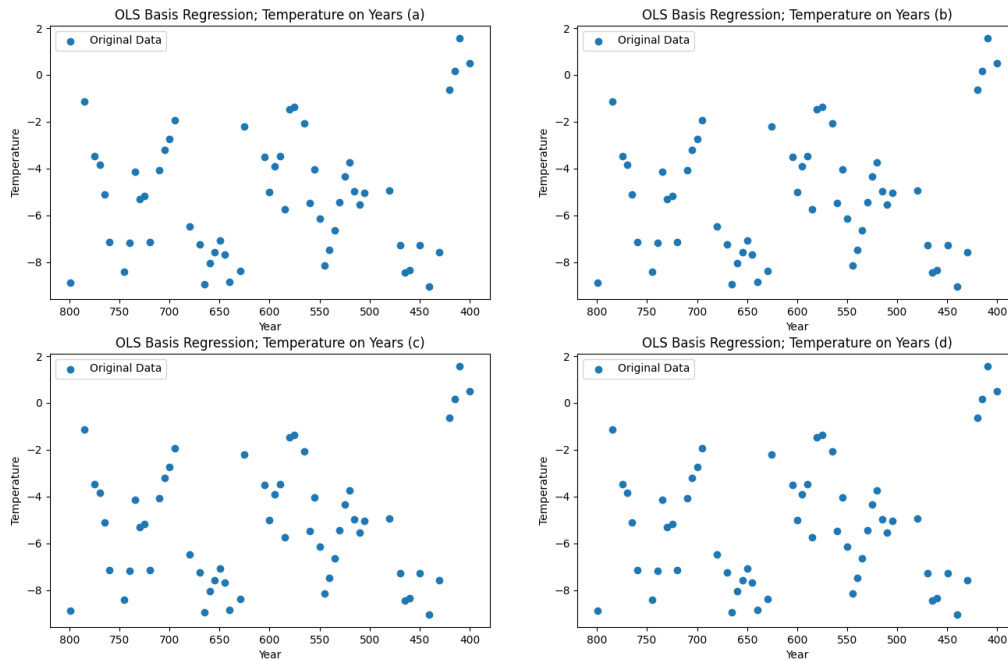 OLS Basis Regression; Temperature on Years (a)
Original Data
2
0
−2
−4
−6
−8
Temperature
800 750 700 650 600 550 500 450 400
Year
OLS Basis Regression; Temperature on Years (b)
Original Data
2
0
−2
−4
−6
−8
Temperature
800 750 700 650 600 550 500 450 400
Year
OLS Basis Regression; Temperature on Years (c)
Original Data
2
0
−2
−4
−6
−8
Temperature
800 750 700 650 600 550 500 450 400
Year
OLS Basis Regression; Temperature on Years (d)
Original Data
2
0
−2
−4
−6
−8
Temperature
800 750 700 650 600 550 500 450 400
Year